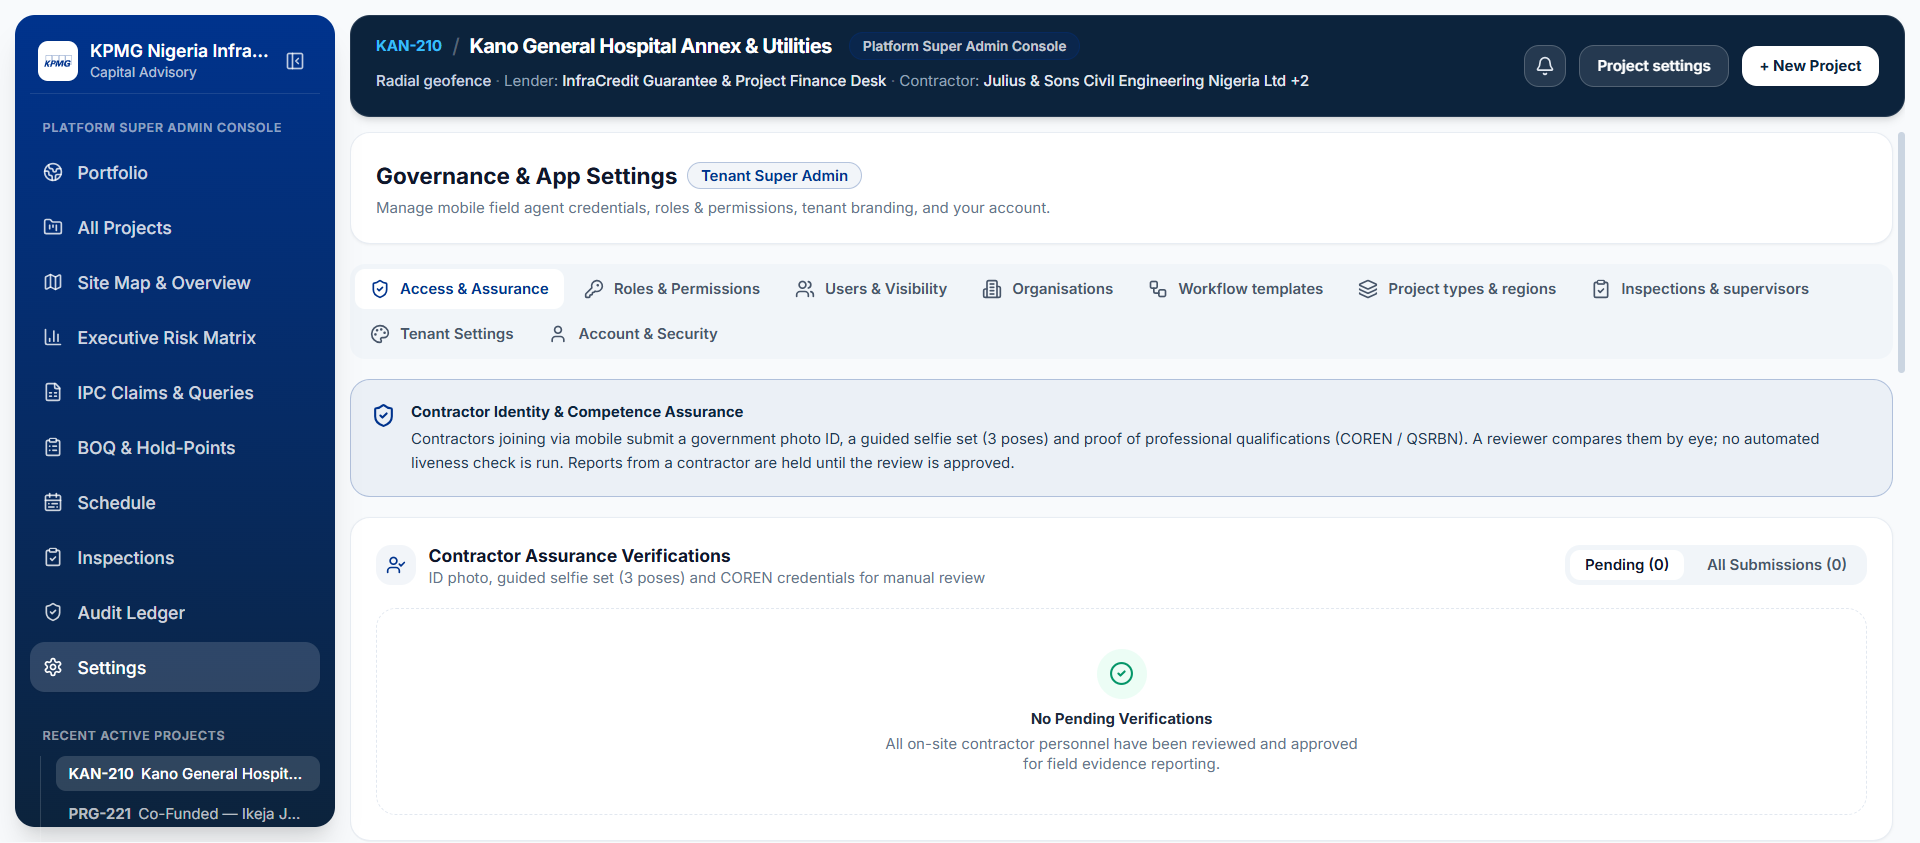 KPMG
KPMG Nigeria Infra...
Capital Advisory
PLATFORM SUPER ADMIN CONSOLE
Portfolio
All Projects
Site Map & Overview
Executive Risk Matrix
IPC Claims & Queries
BOQ & Hold-Points
Schedule
Inspections
Audit Ledger
Settings
RECENT ACTIVE PROJECTS
KAN-210 Kano General Hospit...
PRG-221 Co-Funded — Ikeja J...
KAN-210 / Kano General Hospital Annex & Utilities Platform Super Admin Console
Radial geofence · Lender: InfraCredit Guarantee & Project Finance Desk · Contractor: Julius & Sons Civil Engineering Nigeria Ltd +2
Project settings
+ New Project
Governance & App Settings Tenant Super Admin
Manage mobile field agent credentials, roles & permissions, tenant branding, and your account.
Access & Assurance Roles & Permissions Users & Visibility Organisations Workflow templates Project types & regions Inspections & supervisors
Tenant Settings Account & Security
Contractor Identity & Competence Assurance
Contractors joining via mobile submit a government photo ID, a guided selfie set (3 poses) and proof of professional qualifications (COREN / QSRBN). A reviewer compares them by eye; no automated
liveness check is run. Reports from a contractor are held until the review is approved.
Contractor Assurance Verifications
ID photo, guided selfie set (3 poses) and COREN credentials for manual review
Pending (0) All Submissions (0)
No Pending Verifications
All on-site contractor personnel have been reviewed and approved
for field evidence reporting.